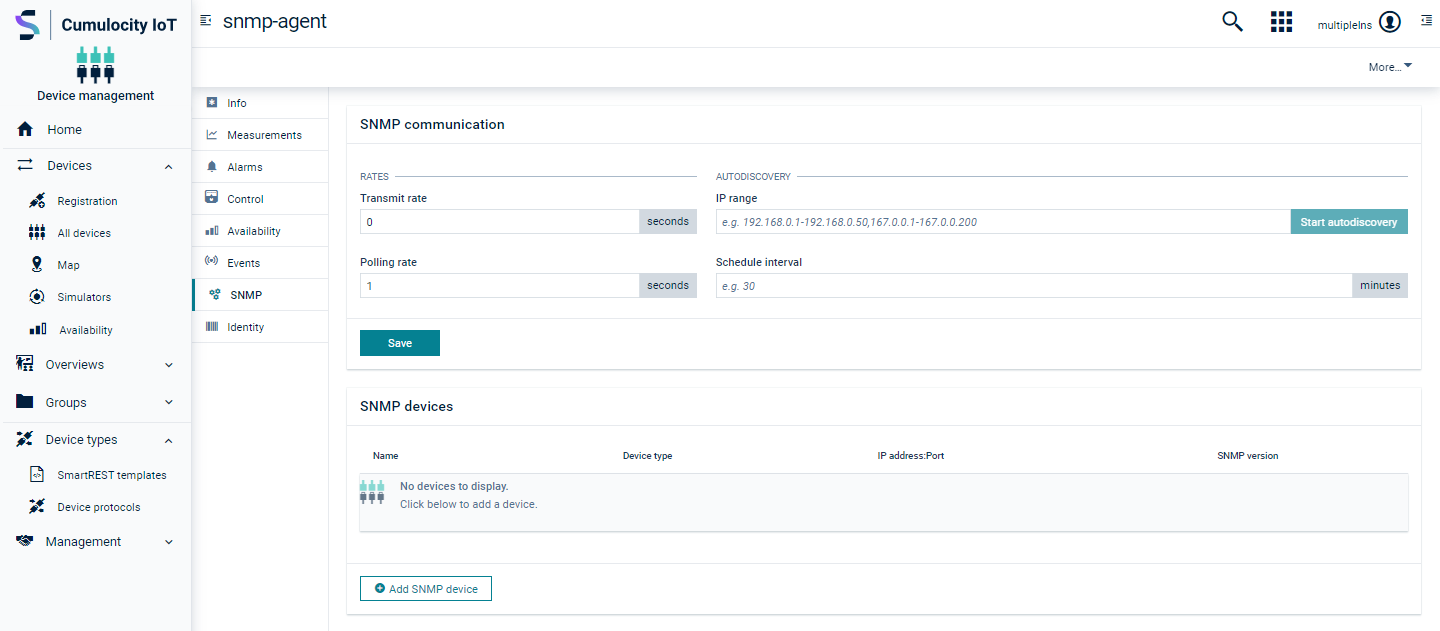 Cumulocity IoT
Device management
Home
Devices
Registration
All devices
Map
Simulators
Availability
Overviews
Groups
Device types
SmartREST templates
Device protocols
Management
snmp-agent
multipleIns
More...
Info
Measurements
Alarms
Control
Availability
Events
SNMP
Identity
SNMP communication
RATES
Transmit rate
0 seconds
Polling rate
1 seconds
AUTODISCOVERY
IP range
e.g. 192.168.0.1-192.168.0.50,167.0.0.1-167.0.0.200 Start autodiscovery
Schedule interval
e.g. 30 minutes
Save
SNMP devices
Name Device type IP address:Port SNMP version
No devices to display.
Click below to add a device.
Add SNMP device